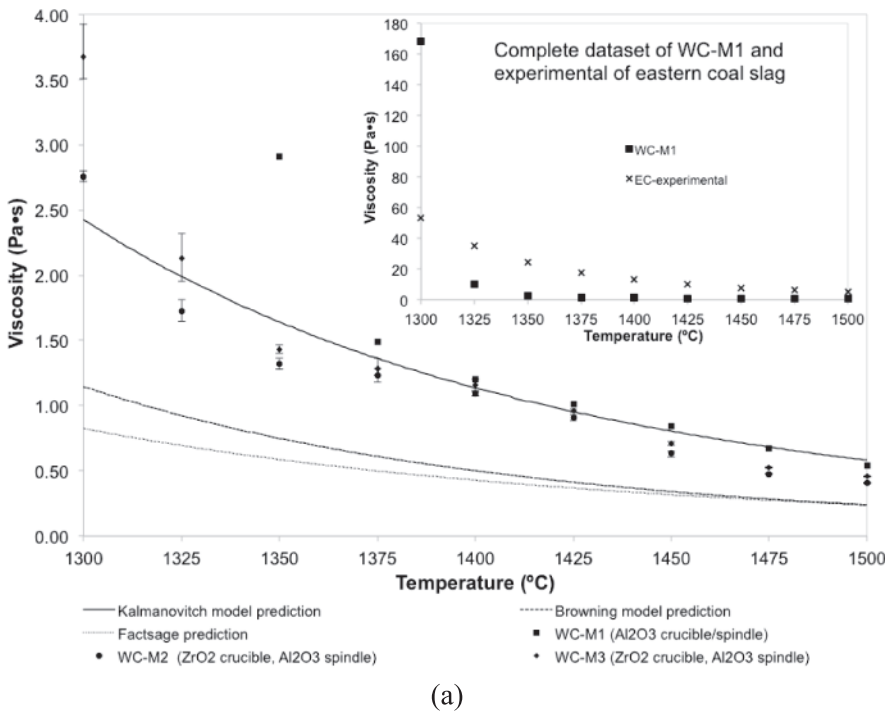 4.00
3.50
3.00
2.50
2.00
1.50
1.00
0.50
0.00
Viscosity (Pa•s)
1300
1325
1350
1375
1400
1425
1450
1475
1500
Temperature (ºC)
180
160
140
120
100
80
60
40
20
0
Viscosity (Pa•s)
Complete dataset of WC-M1 and
experimental of eastern coal slag
WC-M1
EC-experimental
1300
1325
1350
1375
1400
1425
1450
1475
1500
Temperature (ºC)
Kalmanovitch model prediction
Browning model prediction
Factsage prediction
WC-M1 (Al2O3 crucible/spindle)
WC-M2 (ZrO2 crucible, Al2O3 spindle)
WC-M3 (ZrO2 crucible, Al2O3 spindle)
(a)